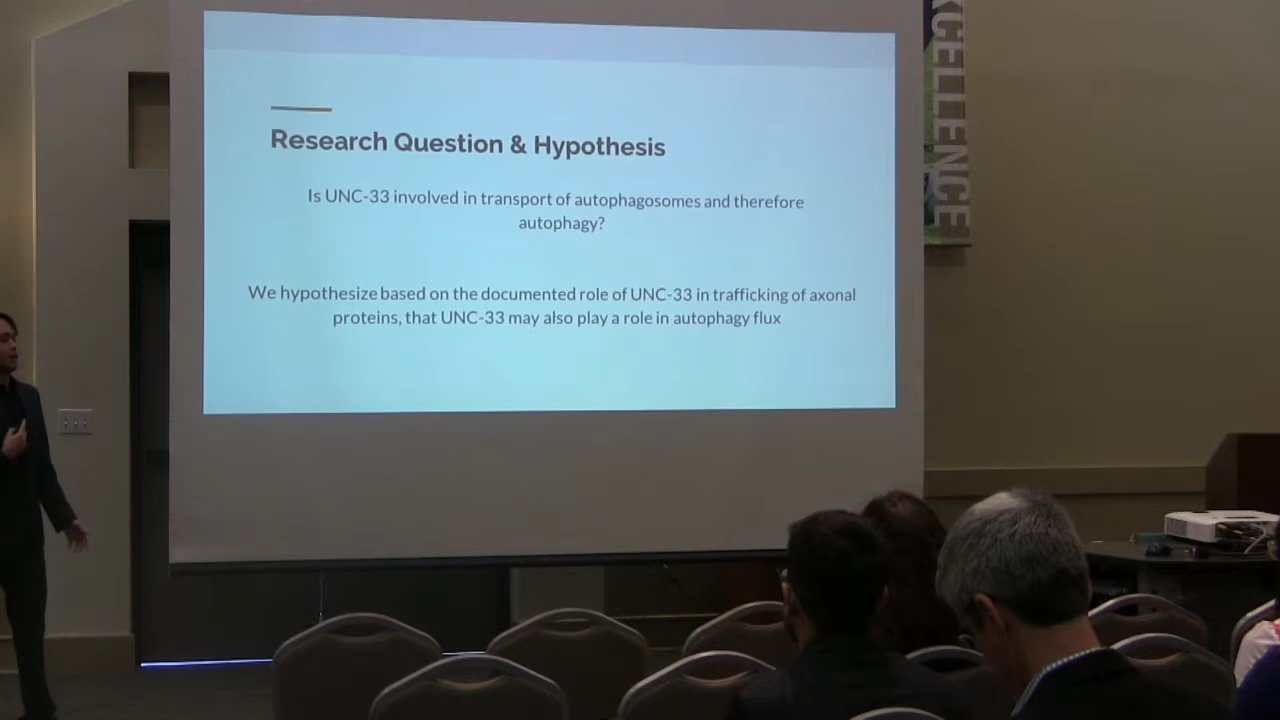 Research Question & Hypothesis
Is UNC-33 involved in transport of autophagosomes and therefore
autophagy?
We hypothesize based on the documented role of UNC-33 in trafficking of axonal
proteins, that UNC-33 may also play a role in autophagy flux
XCELLENCE